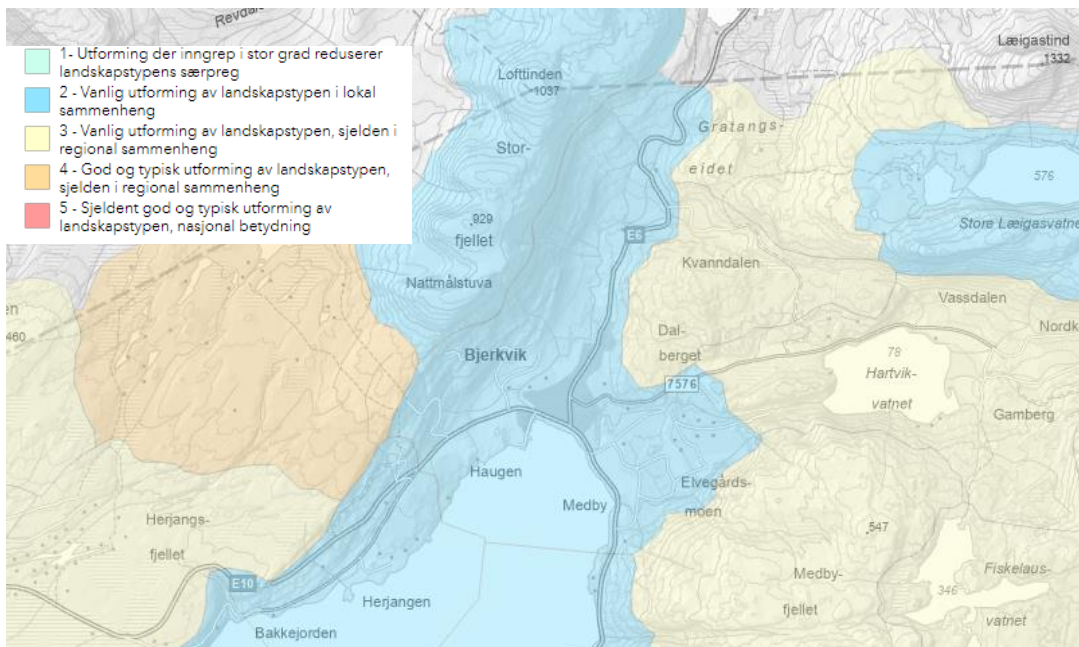 Revdals
1- Utforming der inngrep i stor grad reduserer
landskapstypens særpreg
2 - Vanlig utforming av landskapstypen i lokal
sammenheng
3 - Vanlig utforming av landskapstypen, sjelden i
regional sammenheng
4 - God og typisk utforming av landskapstypen,
sjelden i regional sammenheng
5 - Sjeldent god og typisk utforming av
landskapstypen, nasjonal betydning
Læigastind
1332
Lofttinden
1037
Stor-
Gratangs-
eidet
576
929
fjellet
E6
Store Læigasvatne
Kvanndalen
Nattmålstuva
Vassdalen
en
460
Dal-
berget
Nordk
Bjerkvik
78
7576
Hartvik-
vatnet
Gamberg
Haugen
Medby
Elvegårds-
moen
Herjangs-
fjellet
547
E10
Medby-
fjellet
Fiskelaus-
346
vatnet
Herjangen
Bakkejorden